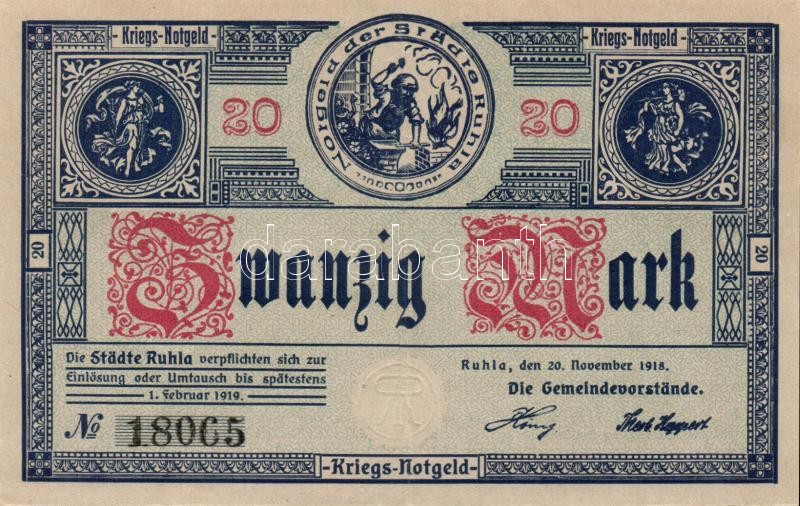 -Kriegs-Notgeld-
-Kriegs-Notgeld-
Notgeld der Städte Ruhla
20
20
20
20
Zwanzig Mark
darabanth
Die Städte Ruhla verpflichten sich zur
Einlösung oder Umtausch bis spätestens
1. Februar 1919.
Ruhla, den 20. November 1918.
Die Gemeindevorstände.
№ 18065
-Kriegs-Notgeld-